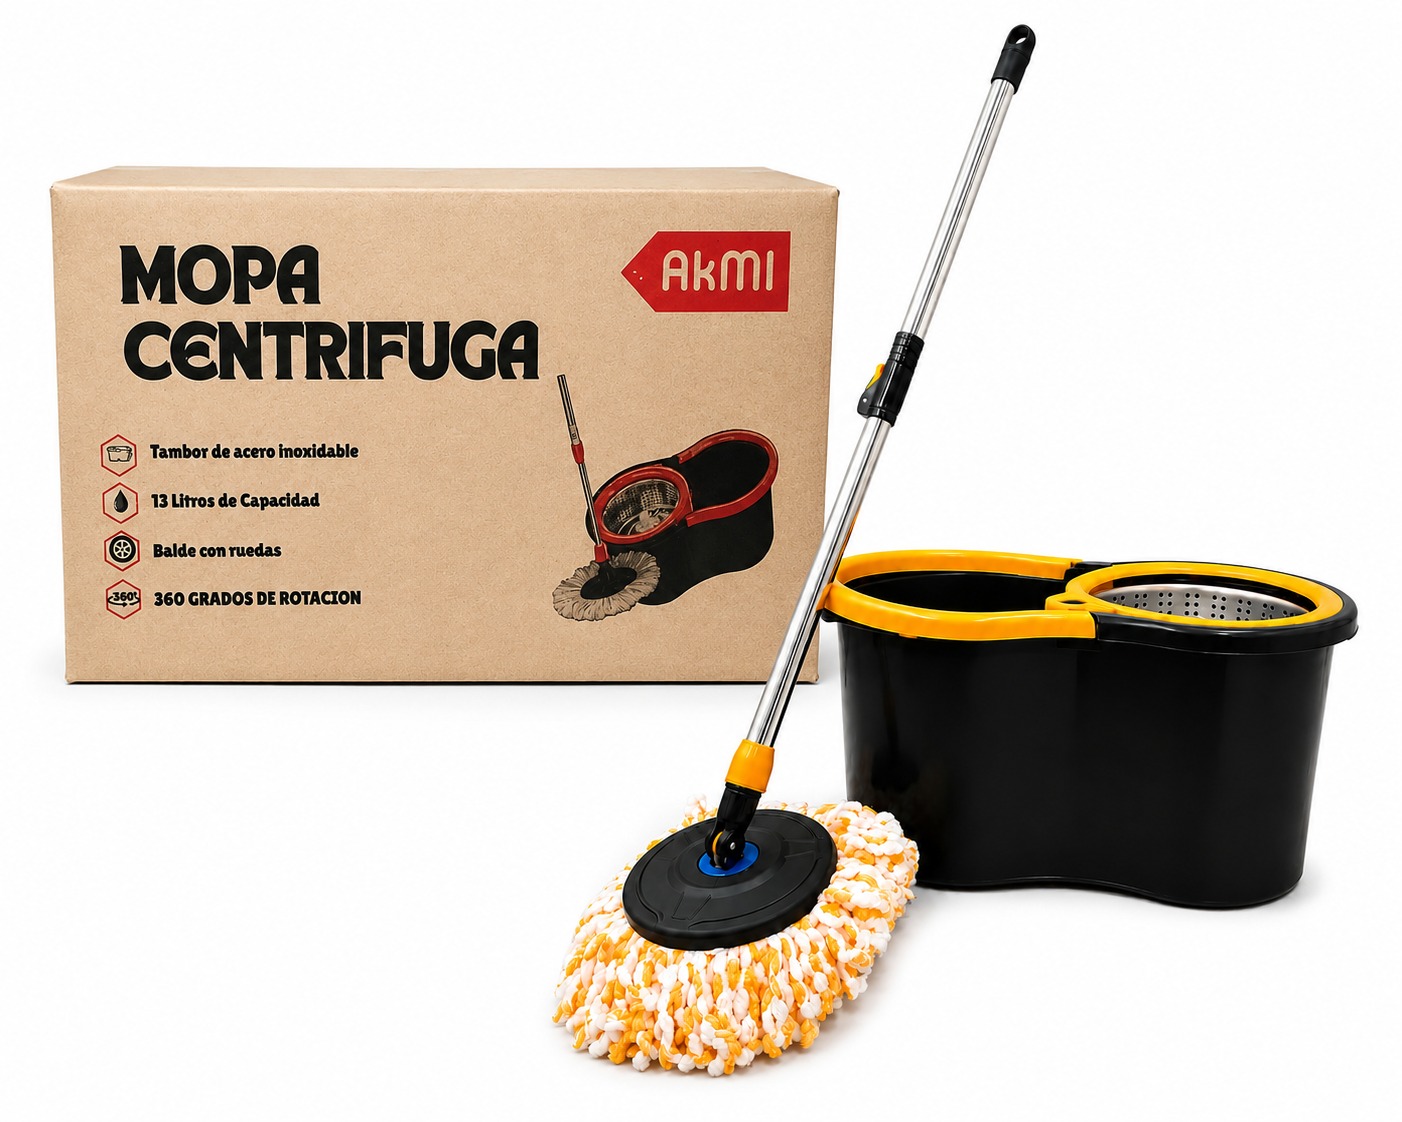 MOPA
CENTRIFUGA
AkMI
Tambor de acero inoxidable
13 Litros de Capacidad
Balde con ruedas
360° 360 GRADOS DE ROTACION